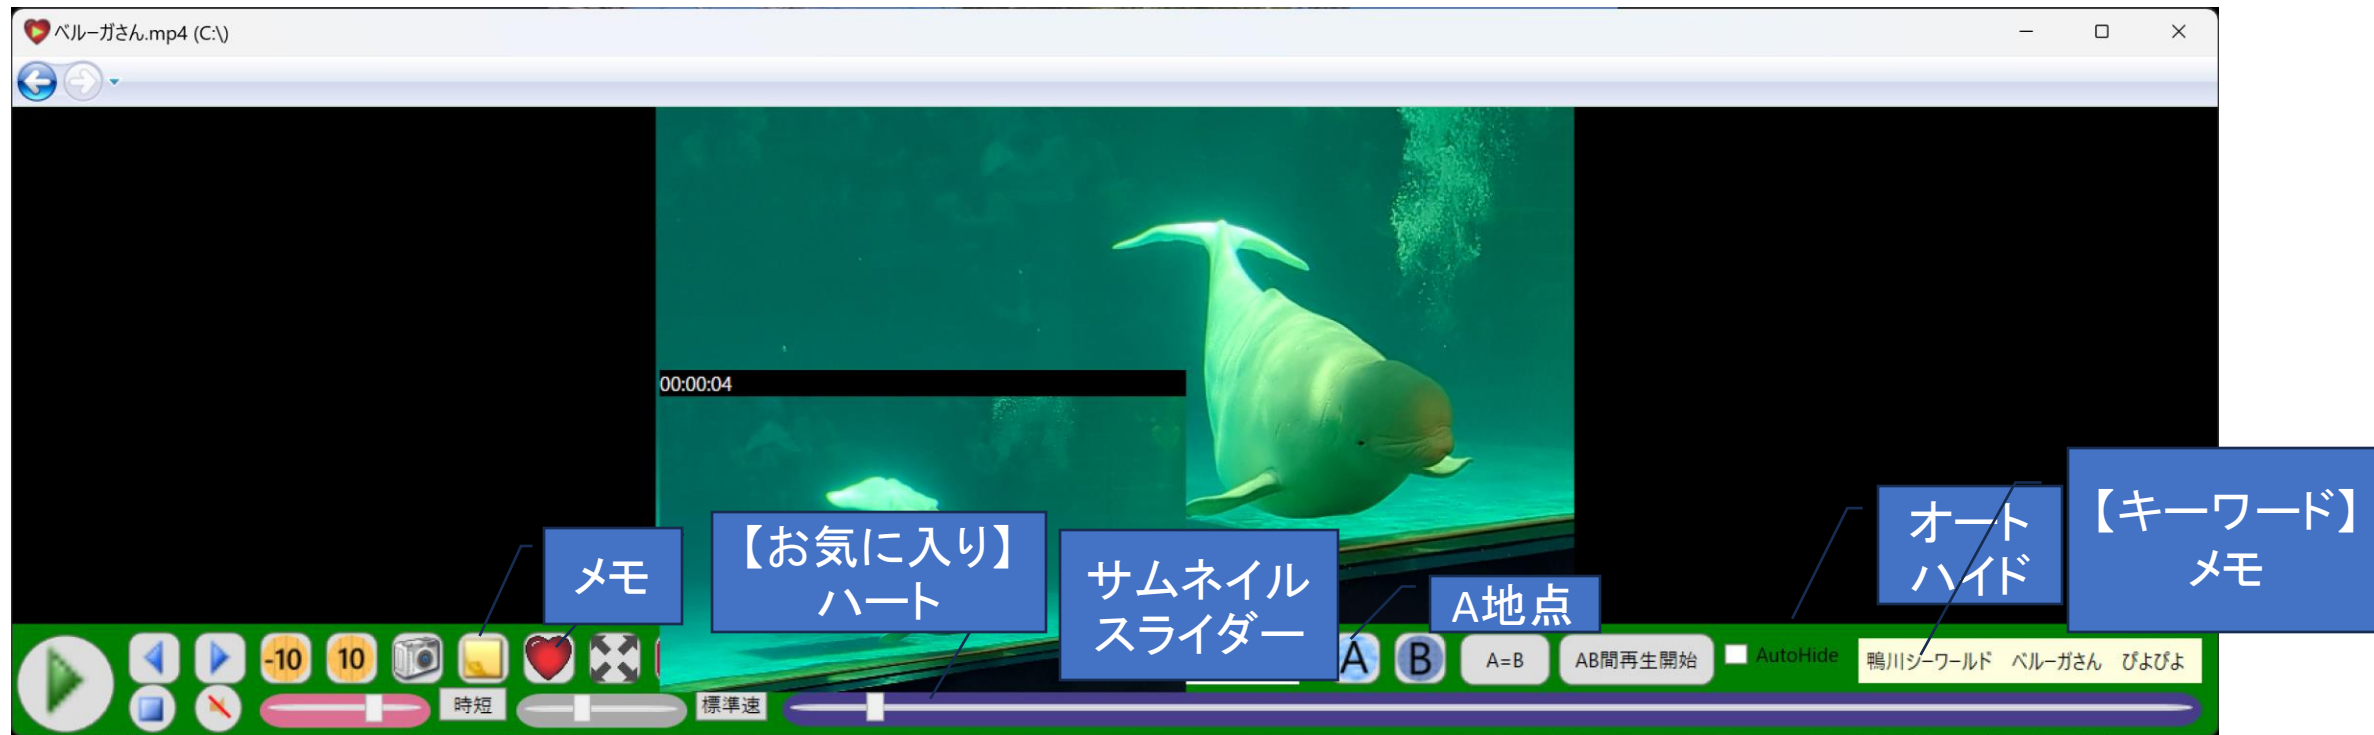 ベルーガさん.mp4 (C:\)
00:00:04
メモ
【お気に入り】
ハート
サムネイル
スライダー
A地点
オート
ハイド
【キーワード】
メモ
-10
10
A
B
A=B
AB間再生開始
AutoHide
鴨川シーワールド ベルーガさん ぴよぴよ
時短
標準速